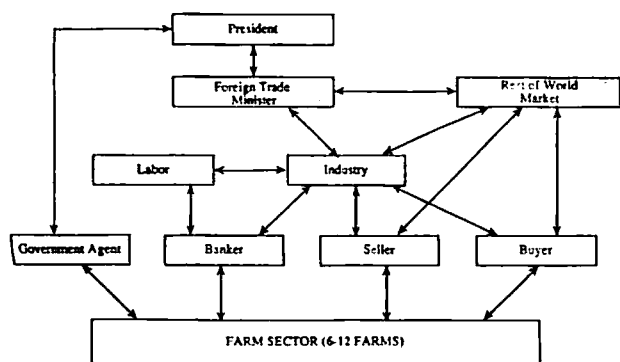 President
Foreign Trade
Minister
Rest of World
Market
Labor
Industry
Government Agent
Banker
Seller
Buyer
FARM SECTOR (6-12 FARMS)